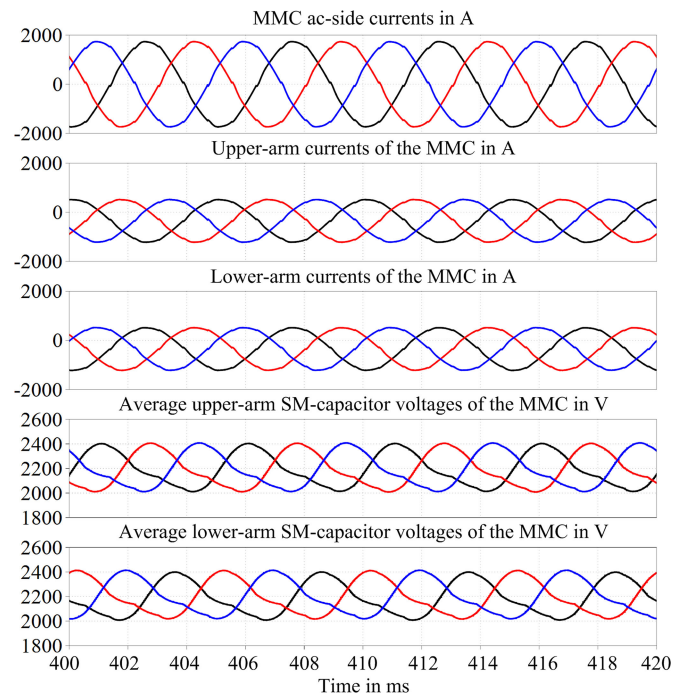 MMC ac-side currents in A
2000
0
-2000
Upper-arm currents of the MMC in A
2000
0
-2000
Lower-arm currents of the MMC in A
2000
0
-2000
Average upper-arm SM-capacitor voltages of the MMC in V
2600
2400
2200
2000
1800
Average lower-arm SM-capacitor voltages of the MMC in V
2600
2400
2200
2000
1800
400 402 404 406 408 410 412 414 416 418 420
Time in ms